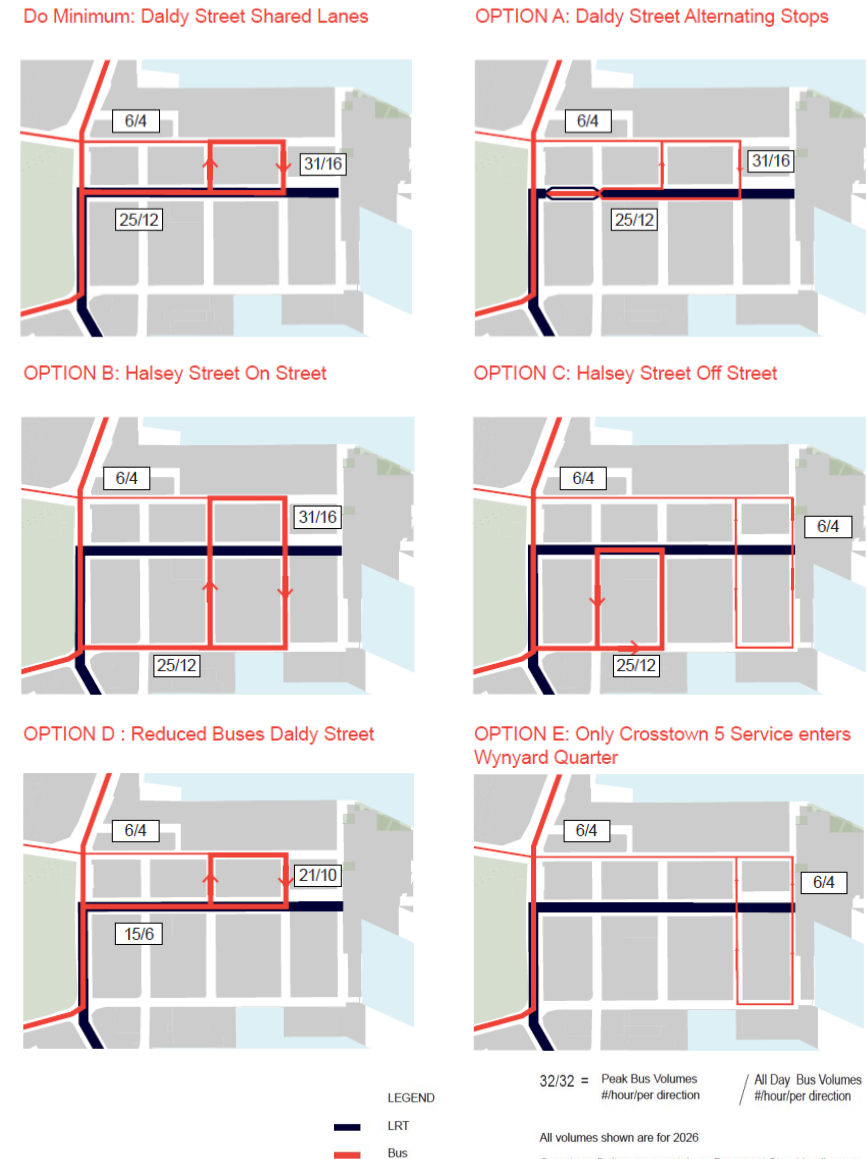 Do Minimum: Daldy Street Shared Lanes
6/4
31/16
25/12
OPTION A: Daldy Street Alternating Stops
6/4
31/16
25/12
OPTION B: Halsey Street On Street
6/4
31/16
25/12
OPTION C: Halsey Street Off Street
6/4
6/4
25/12
OPTION D : Reduced Buses Daldy Street
6/4
21/10
15/6
OPTION E: Only Crosstown 5 Service enters
Wynyard Quarter
6/4
6/4
LEGEND
LRT
Bus
32/32 = Peak Bus Volumes / All Day Bus Volumes
#/hour/per direction #/hour/per direction
All volumes shown are for 2026